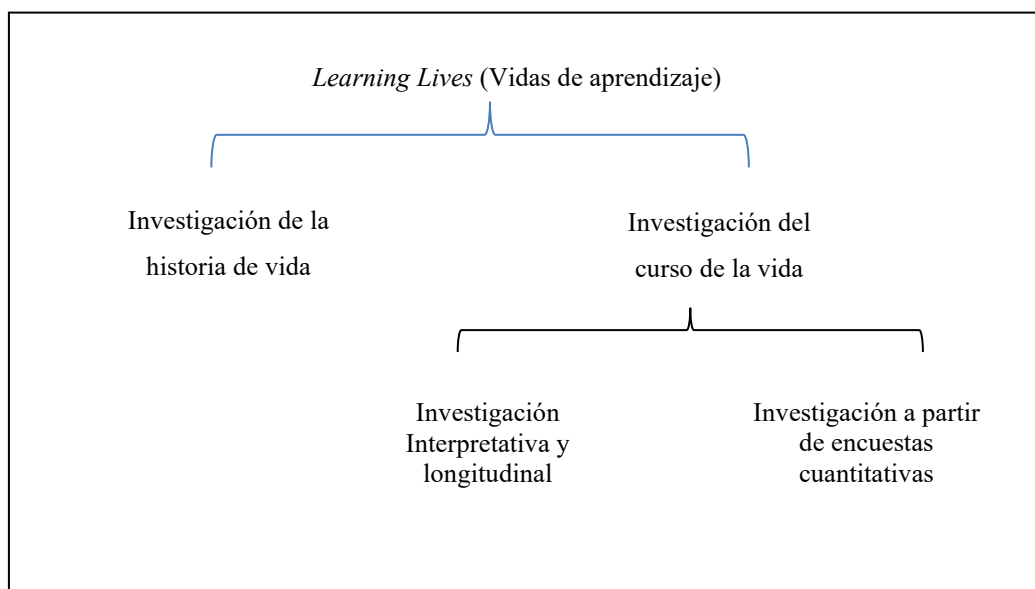 Learning Lives (Vidas de aprendizaje)
Investigación de la
historia de vida
Investigación del
curso de la vida
Investigación
Interpretativa y
longitudinal
Investigación a partir
de encuestas
cuantitativas